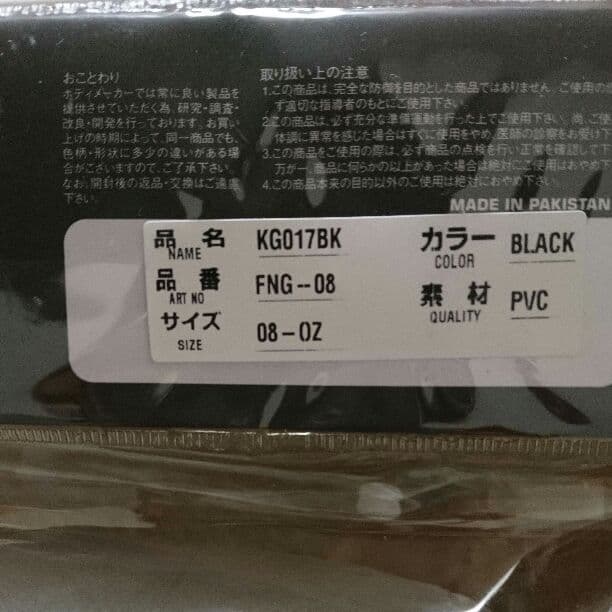 おことわり
ボディメーカーでは常に良い製品を
提供させていただく為、研究・調査・
改良・開発を行っております。お買い
上げの時期によって、同一商品でも、
色柄・形状に多少の違いがある場合
がございますので、ご了承下さい。
なお、開封後の返品・交換はご遠慮
下さい。
取り扱い上の注意
1.この商品は、完全な防御を目的とした商品ではありません。ご使用の
ず適切な指導者のもとにご使用下さい。
2.この商品は、必ず充分な準備運動を行った上でご使用下さい。尚、ご使
体調に異常を感じた場合はすぐに使用をやめ、医師の診察をお受け下
3.この商品をご使用の際は、必ず商品の点検を行い正常を確認して下
万が一、商品に何らかの以上があった場合は絶対にご使用はおやめ下
4.この商品本来の目的以外のご使用は絶対におやめ下さい。
MADE IN PAKISTAN
品名 KG017BK カラー BLACK
NAME COLOR
品番 FNG--08 素材 PVC
ART NO QUALITY
サイズ 08-OZ
SIZE